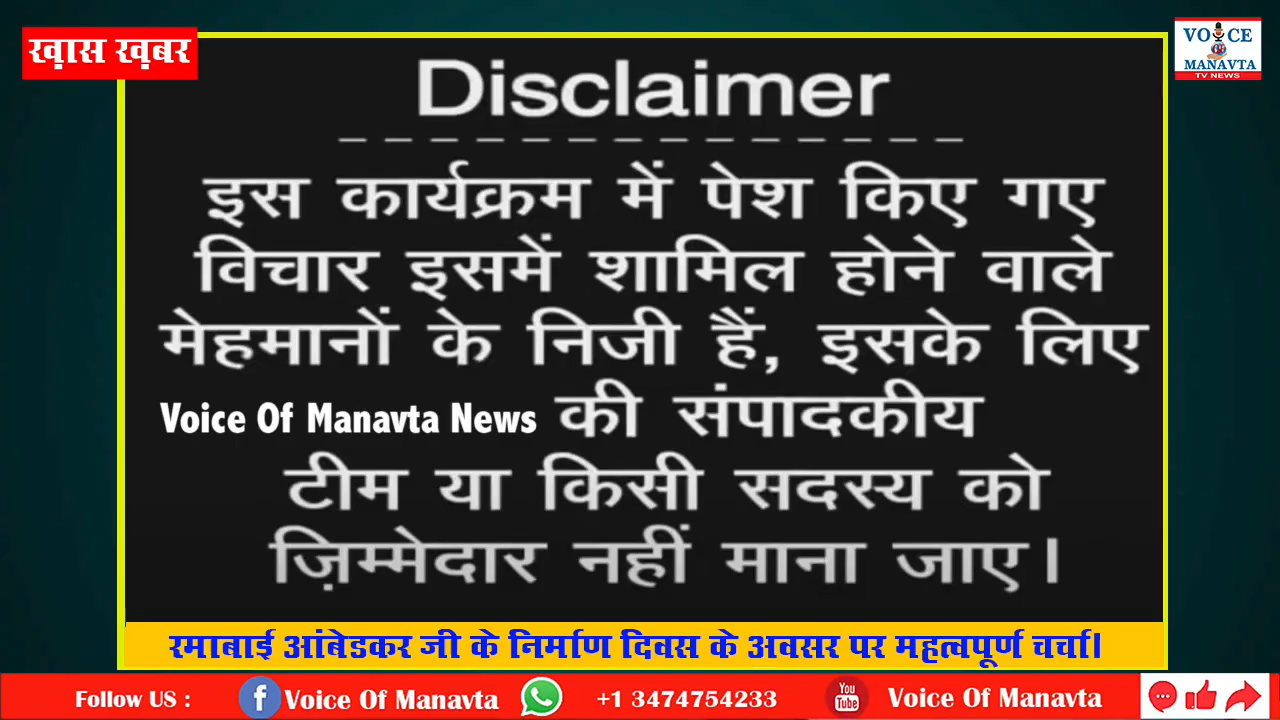 ख़ास ख़बर
VOICE
OF
MANAVTA
TV NEWS
Disclaimer
इस कार्यक्रम में पेश किए गए
विचार इसमें शामिल होने वाले
मेहमानों के निजी हैं, इसके लिए
Voice Of Manavta News की संपादकीय
टीम या किसी सदस्य को
ज़िम्मेदार नहीं माना जाए।
रमाबाई आंबेडकर जी के निर्माण दिवस के अवसर पर महत्वपूर्ण चर्चा।
Follow US : f Voice Of Manavta +1 3474754233 You Tube Voice Of Manavta